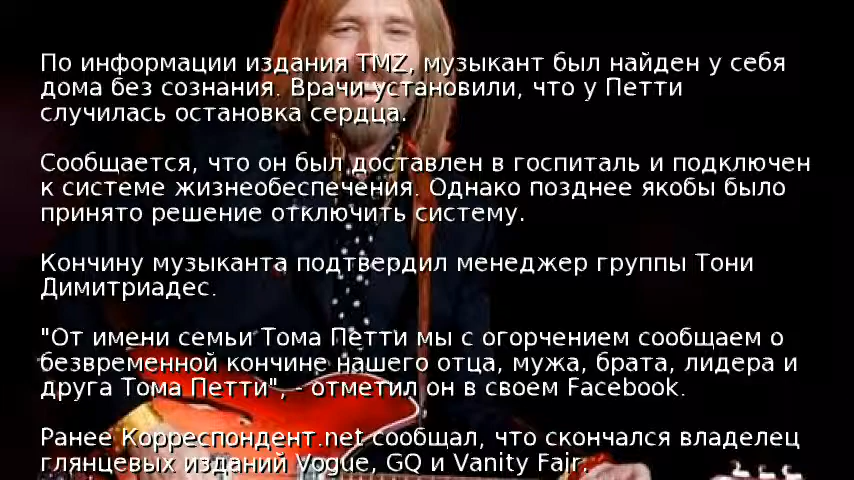 По информации издания TMZ, музыкант был найден у себя
дома без сознания. Врачи установили, что у Петти
случилась остановка сердца.
Сообщается, что он был доставлен в госпиталь и подключен
к системе жизнеобеспечения. Однако позднее якобы было
принято решение отключить систему.
Кончину музыканта подтвердил менеджер группы Тони
Димитриадес.
"От имени семьи Тома Петти мы с огорчением сообщаем о
безвременной кончине нашего отца, мужа, брата, лидера и
друга Тома Петти", - отметил он в своем Facebook.
Ранее Корреспондент.net сообщал, что скончался владелец
глянцевых изданий Vogue, GQ и Vanity Fair.